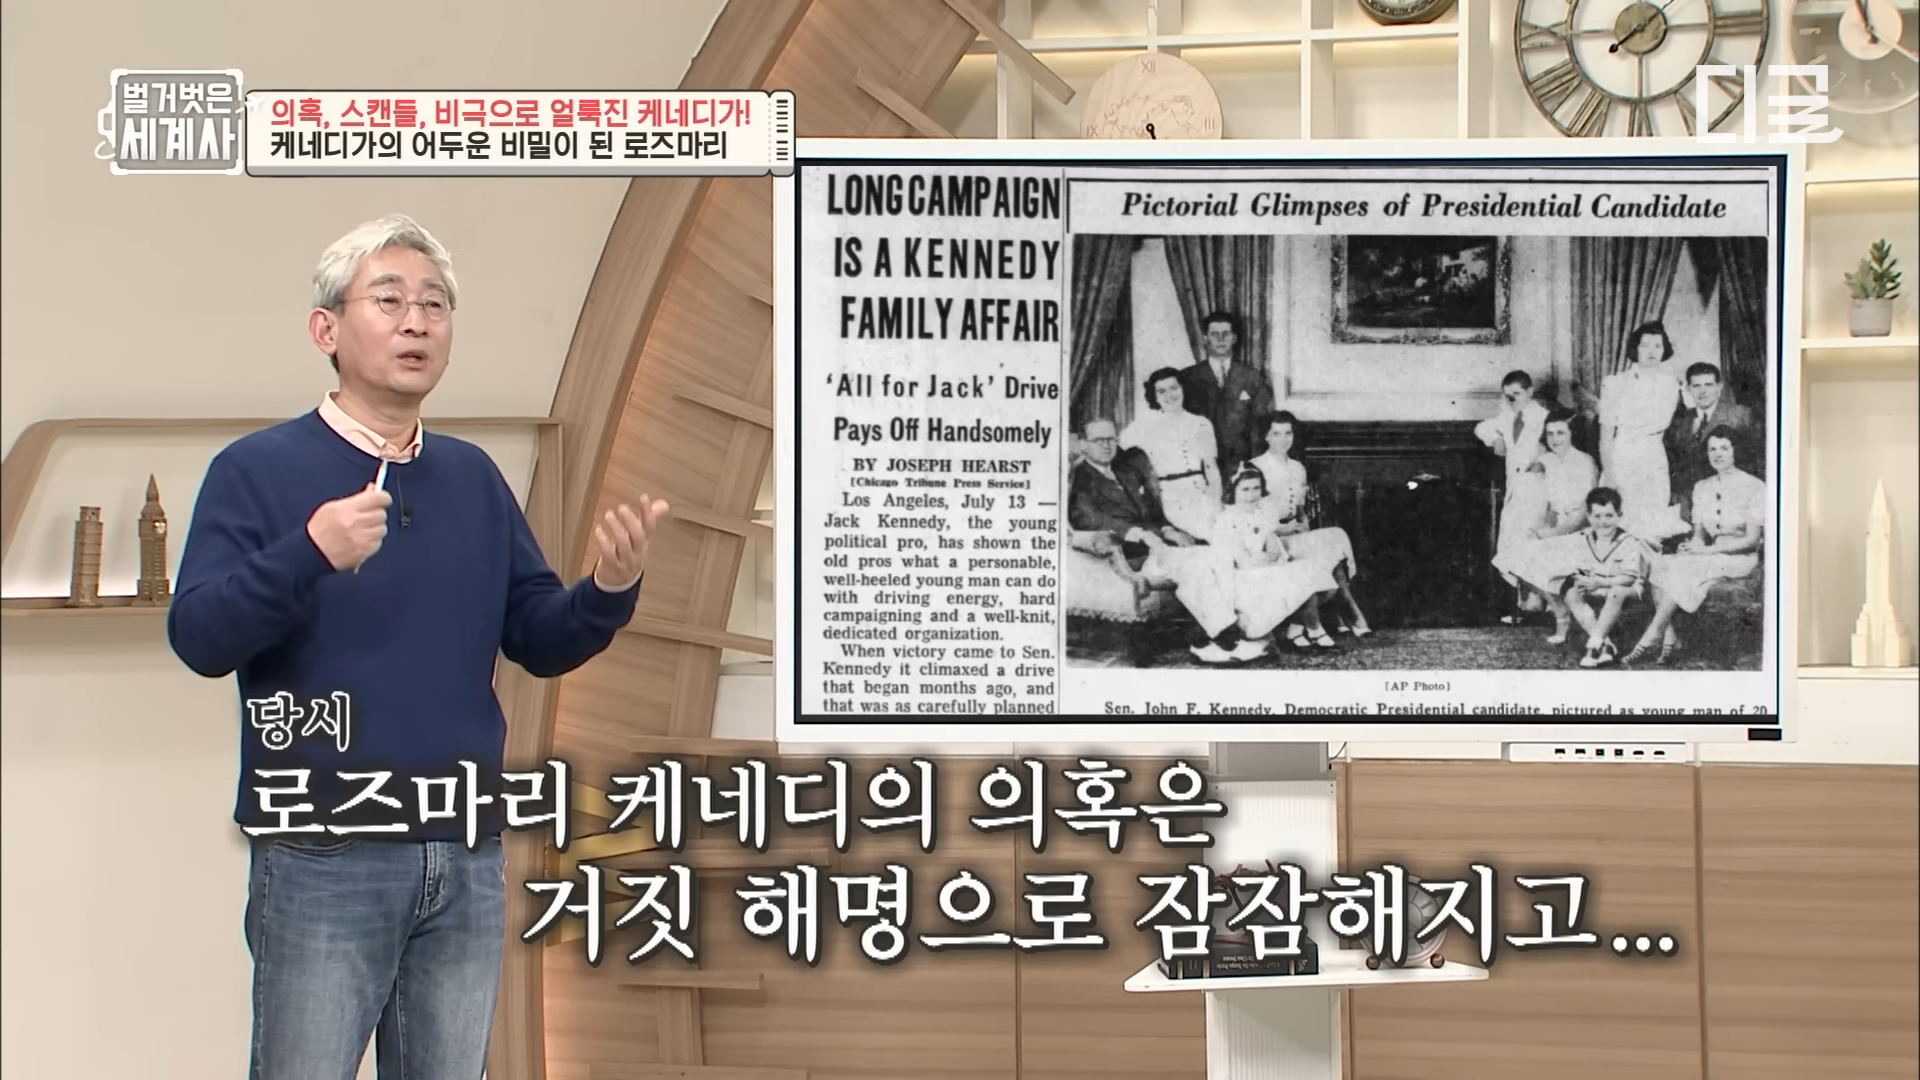 벌거벗은
세계사
의혹, 스캔들, 비극으로 얼룩진 케네디가!
케네디가의 어두운 비밀이 된 로즈마리
디글
XII
III
IX
LONG CAMPAIGN
IS A KENNEDY
FAMILY AFFAIR
'All for Jack' Drive
Pays Off Handsomely
BY JOSEPH HEARST
[Chicago Tribune Press Service]
Los Angeles, July 13 —
Jack Kennedy, the young
political pro, has shown the
old pros what a personable,
well-heeled young man can do
with driving energy, hard
campaigning and a well-knit,
dedicated organization.
When victory came to Sen.
Kennedy it climaxed a drive
that began months ago, and
that was as carefully planned
Pictorial Glimpses of Presidential Candidate
[AP Photo]
Sen. John F. Kennedy, Democratic Presidential candidate, pictured as young man of 20
당시
로즈마리 케네디의 의혹은
거짓 해명으로 잠잠해지고...